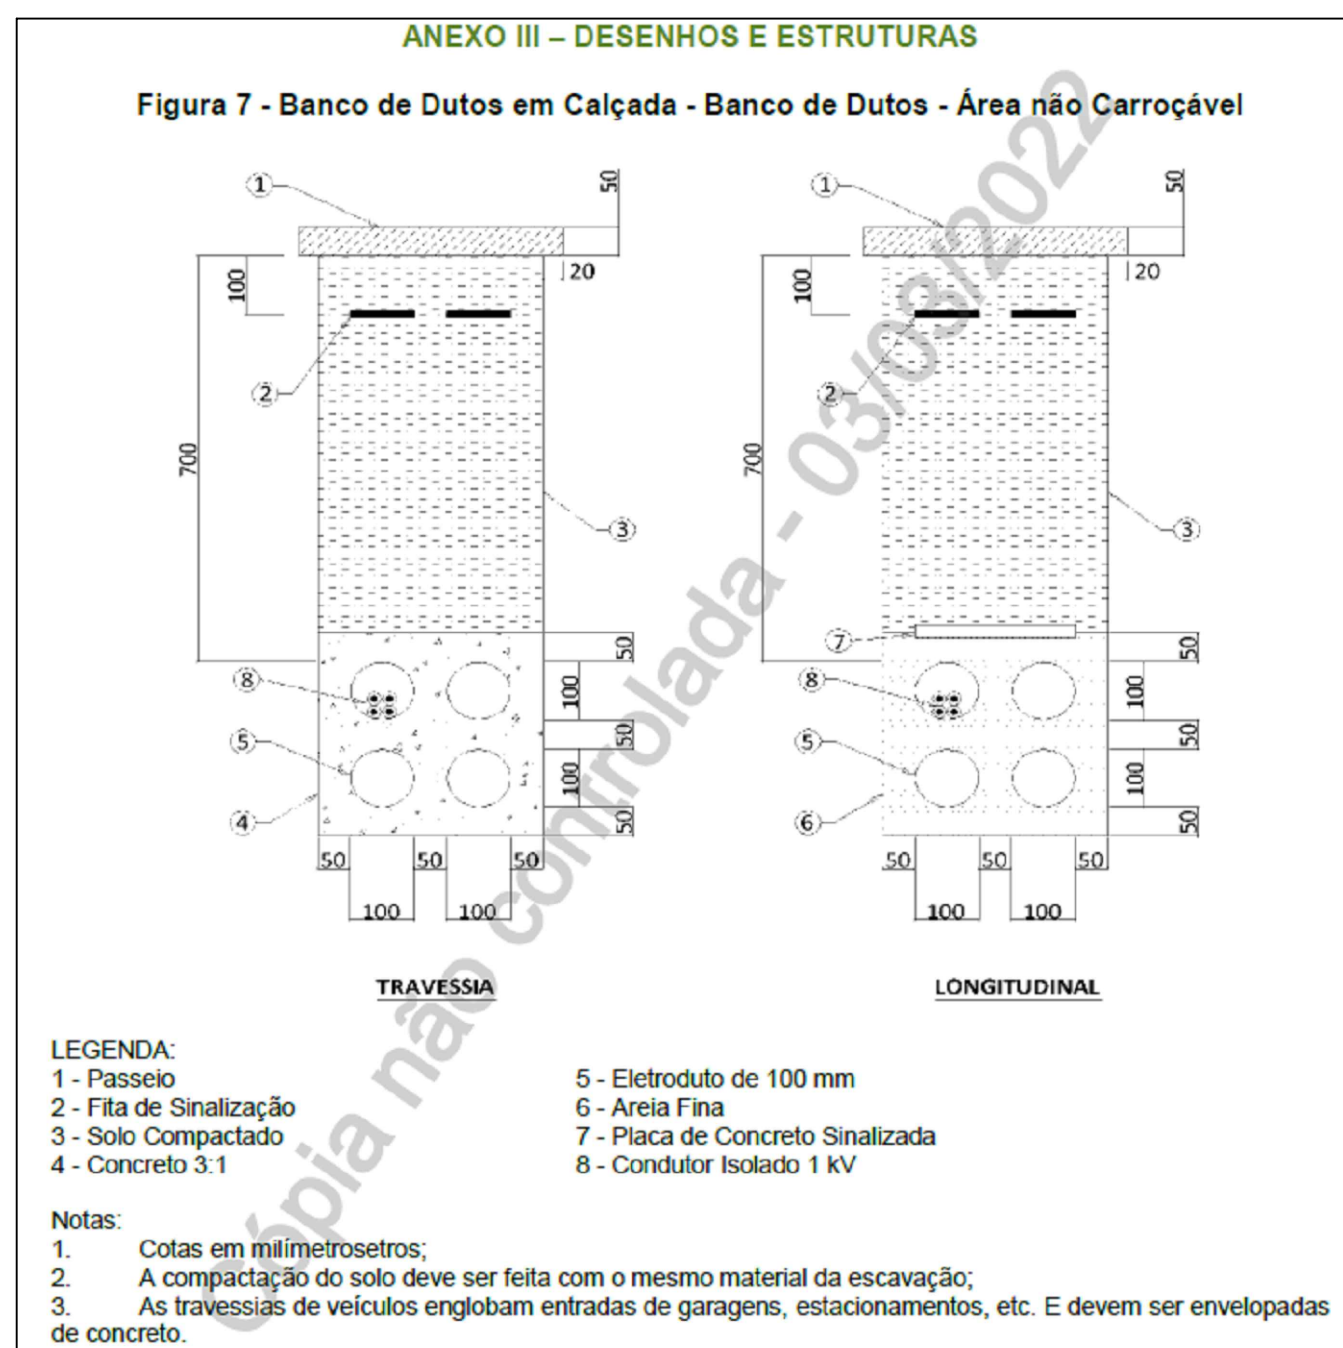 ANEXO III – DESENHOS E ESTRUTURAS
Figura 7 - Banco de Dutos em Calçada - Banco de Dutos - Área não Carroçável
1
50
20
100
2
700
3
50
8
100
50
5
100
4
50
50
50
50
100
100
TRAVESSIA
1
50
20
100
2
700
3
7
50
8
100
50
5
100
6
50
50
50
50
100
100
LONGITUDINAL
LEGENDA:
1 - Passeio
2 - Fita de Sinalização
3 - Solo Compactado
4 - Concreto 3:1
5 - Eletroduto de 100 mm
6 - Areia Fina
7 - Placa de Concreto Sinalizada
8 - Condutor Isolado 1 kV
Notas:
1. Cotas em milímetrosetros;
2. A compactação do solo deve ser feita com o mesmo material da escavação;
3. As travessias de veículos englobam entradas de garagens, estacionamentos, etc. E devem ser envelopadas
de concreto.
Cópia não controlada - 03/03/2022